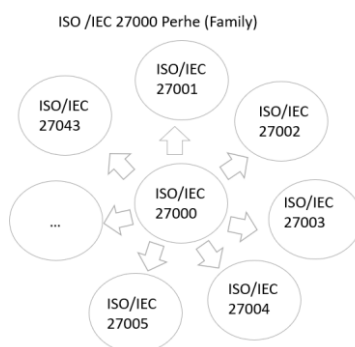 ISO /IEC 27000 Perhe (Family)
ISO/IEC
27001
ISO/IEC
27002
ISO/IEC
27003
ISO/IEC
27004
ISO/IEC
27005
...
ISO/IEC
27043
ISO/IEC
27000